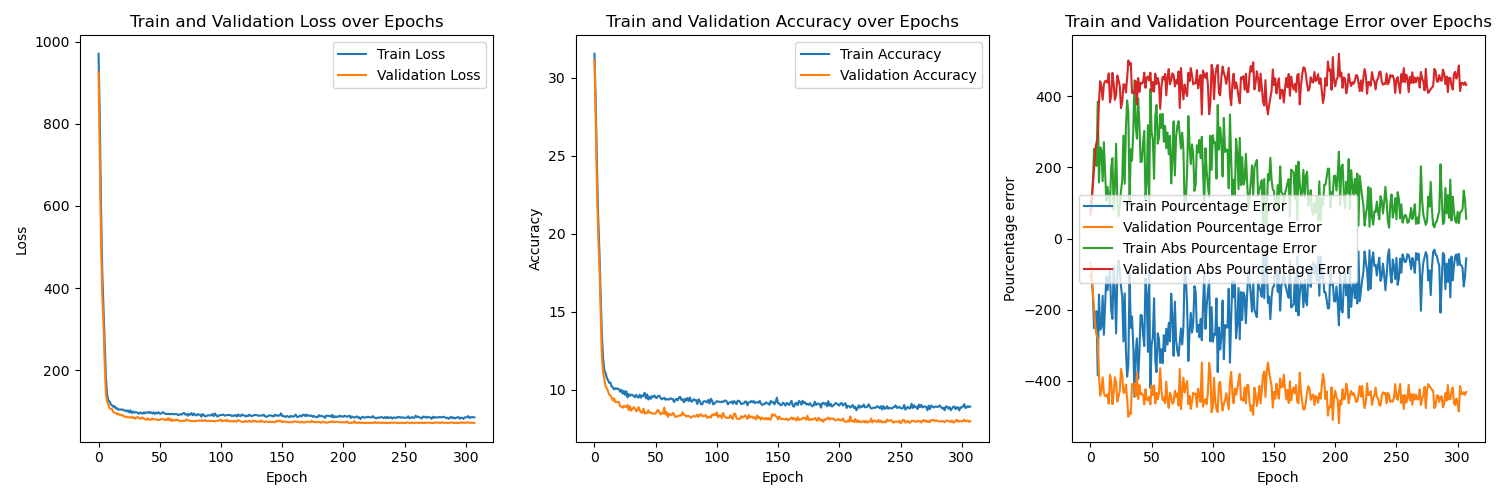 Train and Validation Loss over Epochs
1000
800
600
400
200
0
50
100
150
200
250
300
Loss
Epoch
Train Loss
Validation Loss
Train and Validation Accuracy over Epochs
30
25
20
15
10
0
50
100
150
200
250
300
Accuracy
Epoch
Train Accuracy
Validation Accuracy
Train and Validation Pourcentage Error over Epochs
400
200
0
−200
−400
0
50
100
150
200
250
300
Pourcentage error
Epoch
Train Pourcentage Error
Validation Pourcentage Error
Train Abs Pourcentage Error
Validation Abs Pourcentage Error